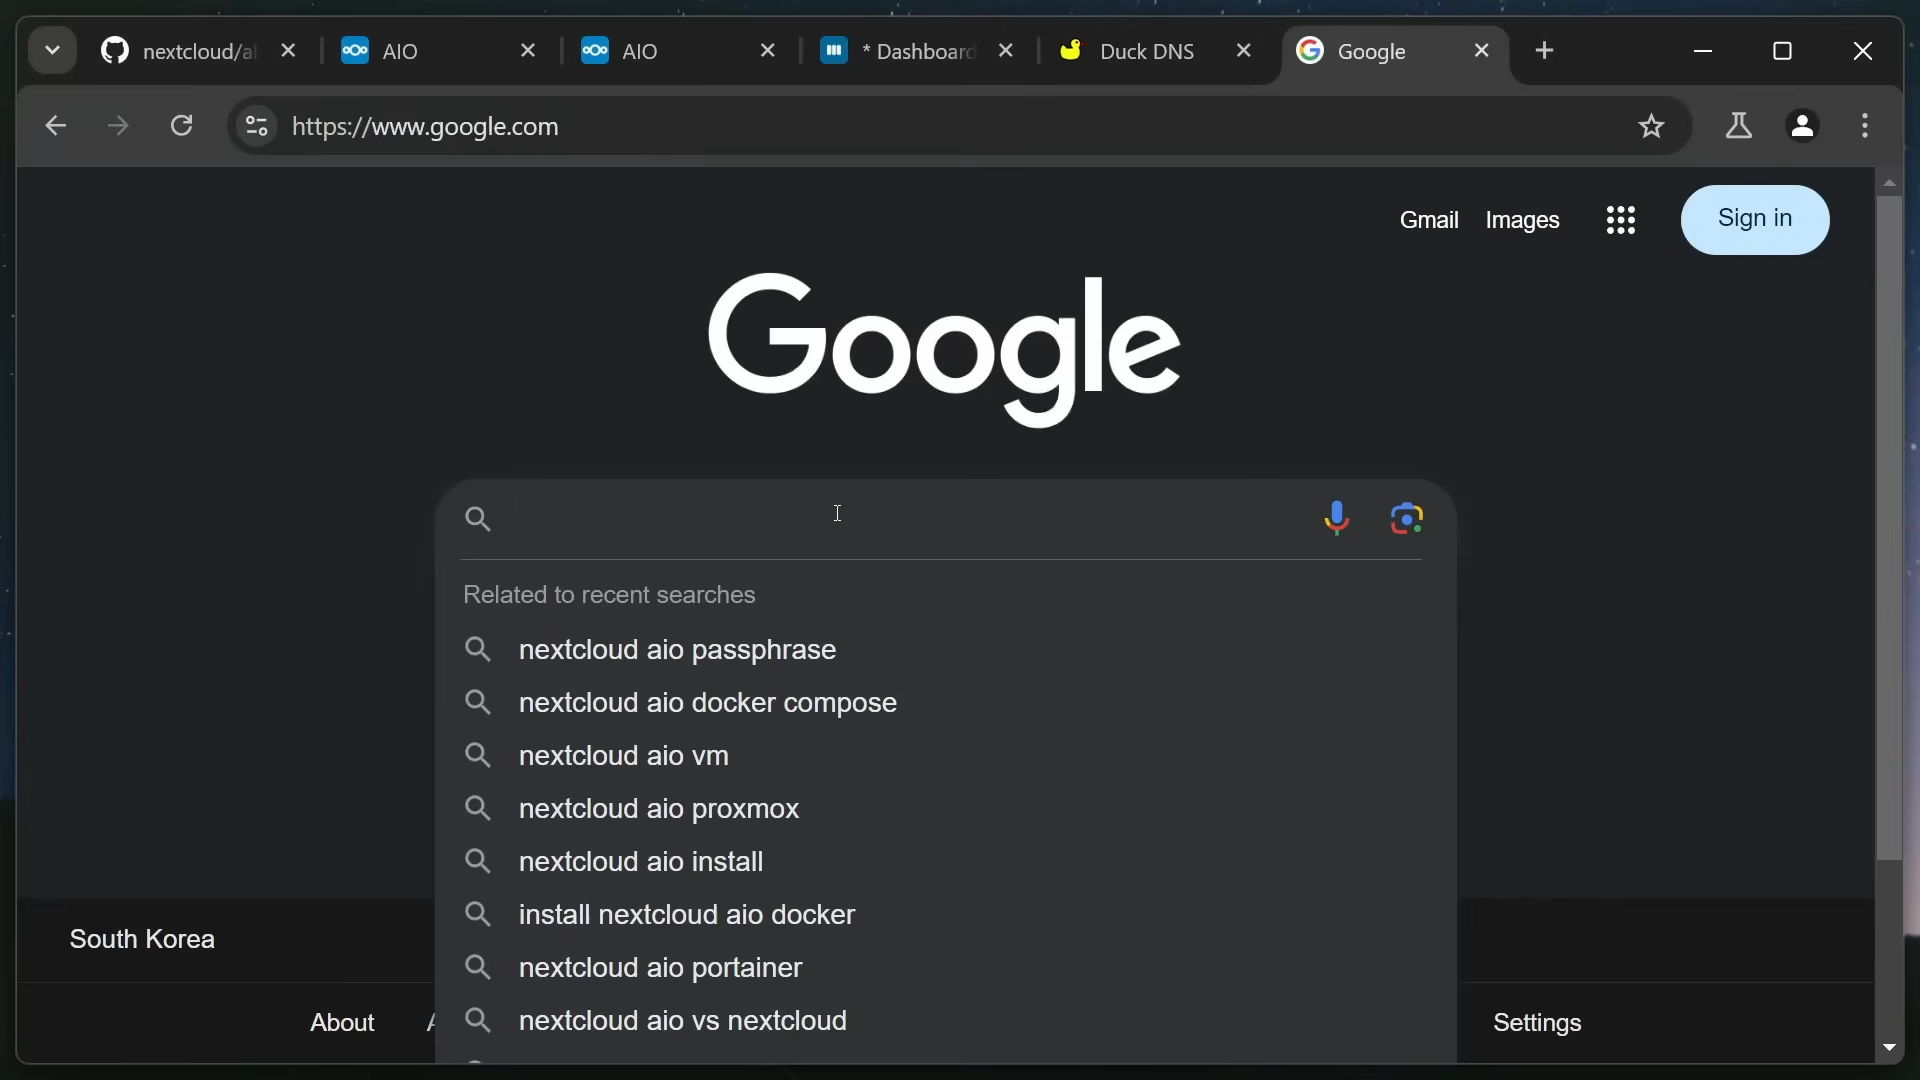 nextcloud/al
AIO
AIO
* Dashboard
Duck DNS
Google
https://www.google.com
Gmail
Images
Sign in
Google
Related to recent searches
nextcloud aio passphrase
nextcloud aio docker compose
nextcloud aio vm
nextcloud aio proxmox
nextcloud aio install
install nextcloud aio docker
nextcloud aio portainer
nextcloud aio vs nextcloud
South Korea
About
Settings